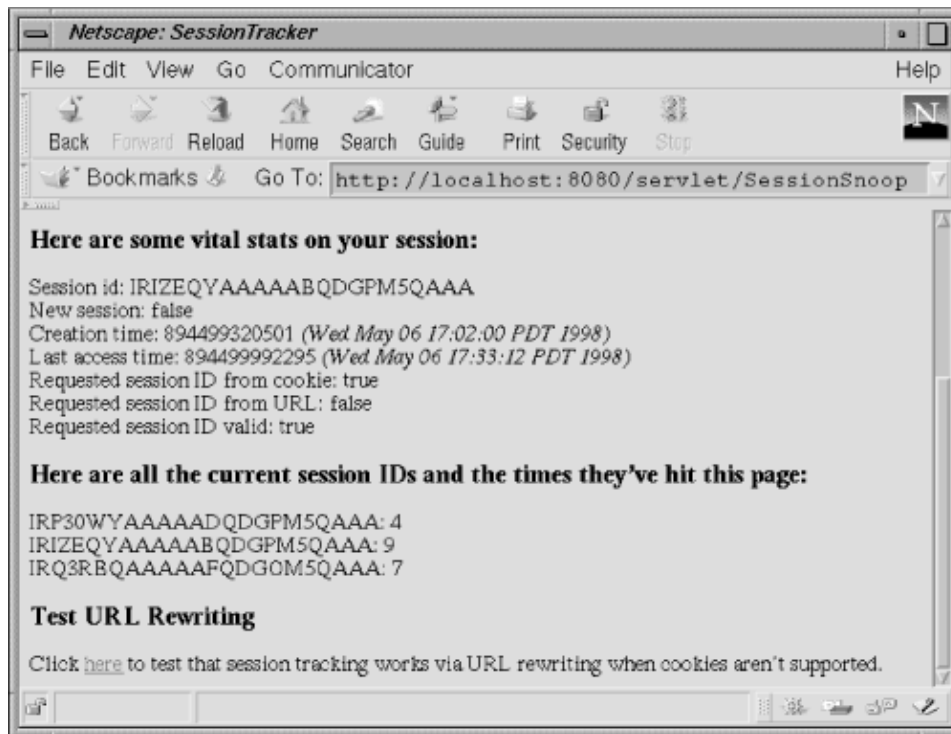 Netscape: SessionTracker
File Edit View Go Communicator Help
Back Forward Reload Home Search Guide Print Security Stop
N
Bookmarks Go To: http://localhost:8080/servlet/SessionSnoop
Here are some vital stats on your session:
Session id: IRIZEQYAAAAABQDGPM5QAAA
New session: false
Creation time: 894499320501 (Wed May 06 17:02:00 PDT 1998)
Last access time: 894499992295 (Wed May 06 17:33:12 PDT 1998)
Requested session ID from cookie: true
Requested session ID from URL: false
Requested session ID valid: true
Here are all the current session IDs and the times they've hit this page:
IRP30WYAAAAADQDGPM5QAAA: 4
IRIZEQYAAAAABQDGPM5QAAA: 9
IRQ3RBQAAAAAFQDGOM5QAAA: 7
Test URL Rewriting
Click here to test that session tracking works via URL rewriting when cookies aren't supported.